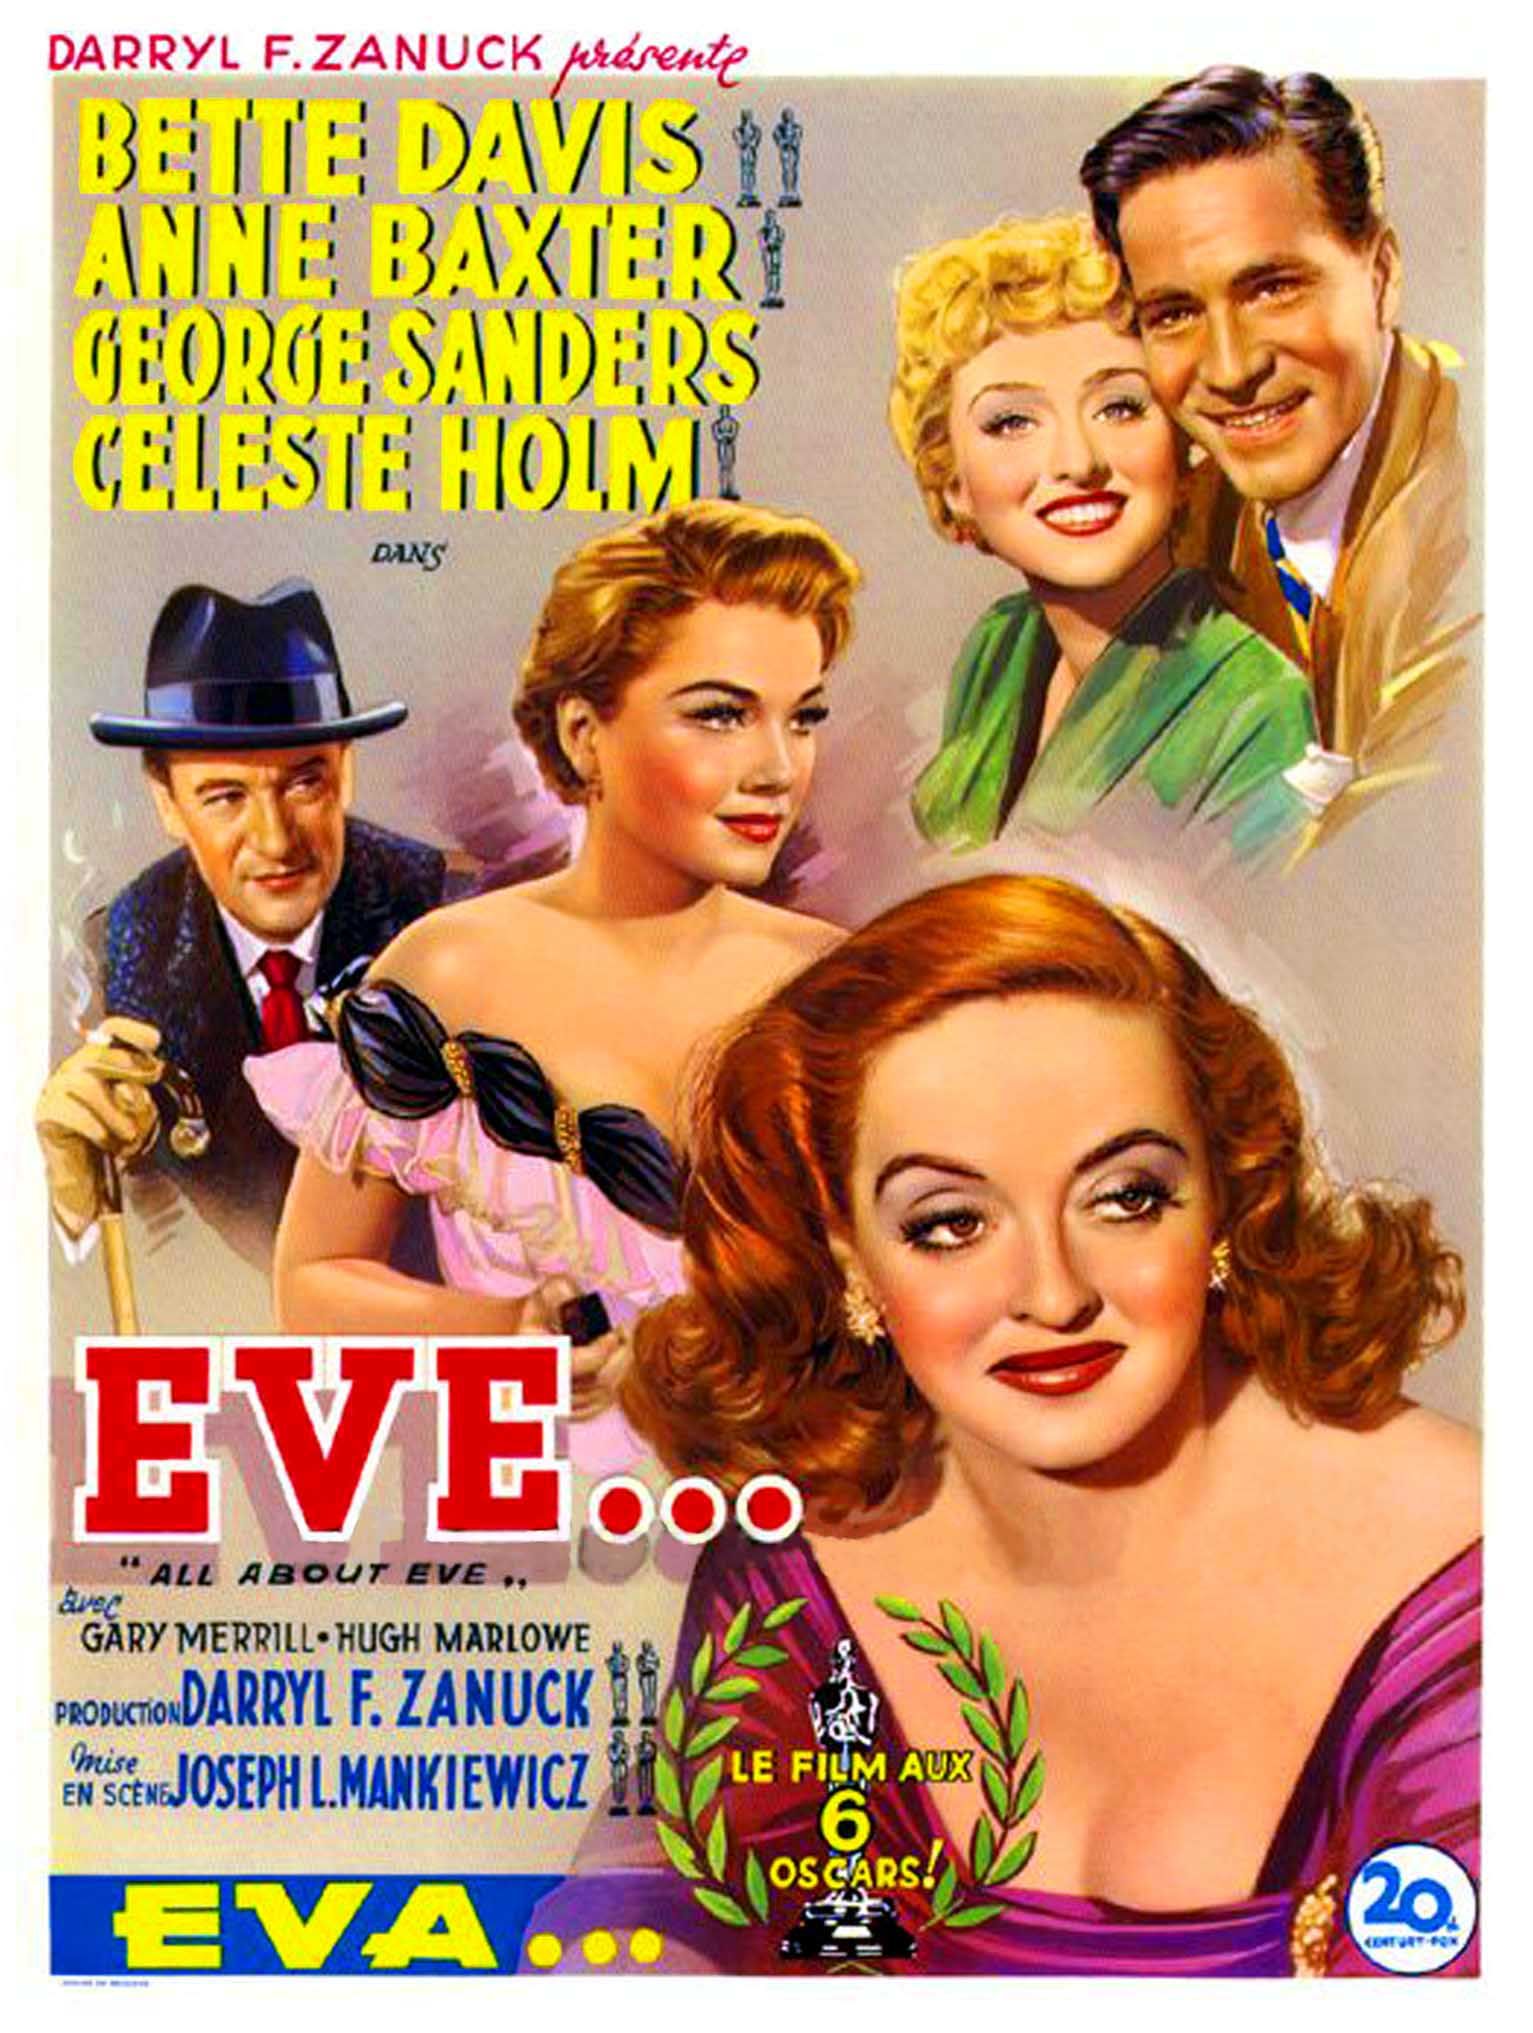 DARRYL F. ZANUCK présente
BETTE DAVIS
ANNE BAXTER
GEORGE SANDERS
CELESTE HOLM
DANS
EVE...
"ALL ABOUT EVE„
avec
GARY MERRILL • HUGH MARLOWE
PRODUCTION DARRYL F. ZANUCK
Mise
EN SCÈNE JOSEPH L. MANKIEWICZ
LE FILM AUX
6
OSCARS!
EVA...
20th
CENTURY-FOX